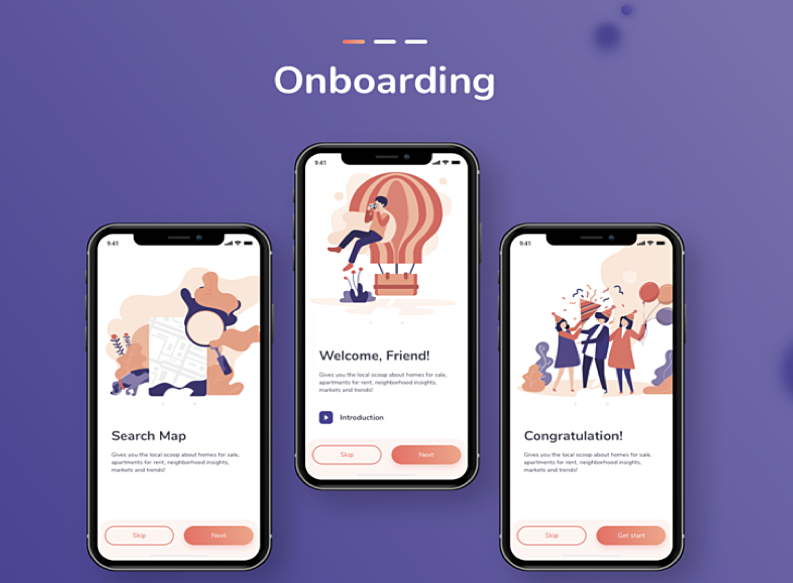 Onboarding
9:41
Search Map
Gives you the local scoop about homes for sale,
apartments for rent, neighborhood insights,
markets and trends!
Skip
Next
9:41
Welcome, Friend!
Gives you the local scoop about homes for sale,
apartments for rent, neighborhood insights,
markets and trends!
Introduction
Skip
Next
9:41
Congratulation!
Gives you the local scoop about homes for sale,
apartments for rent, neighborhood insights,
markets and trends!
Skip
Get start